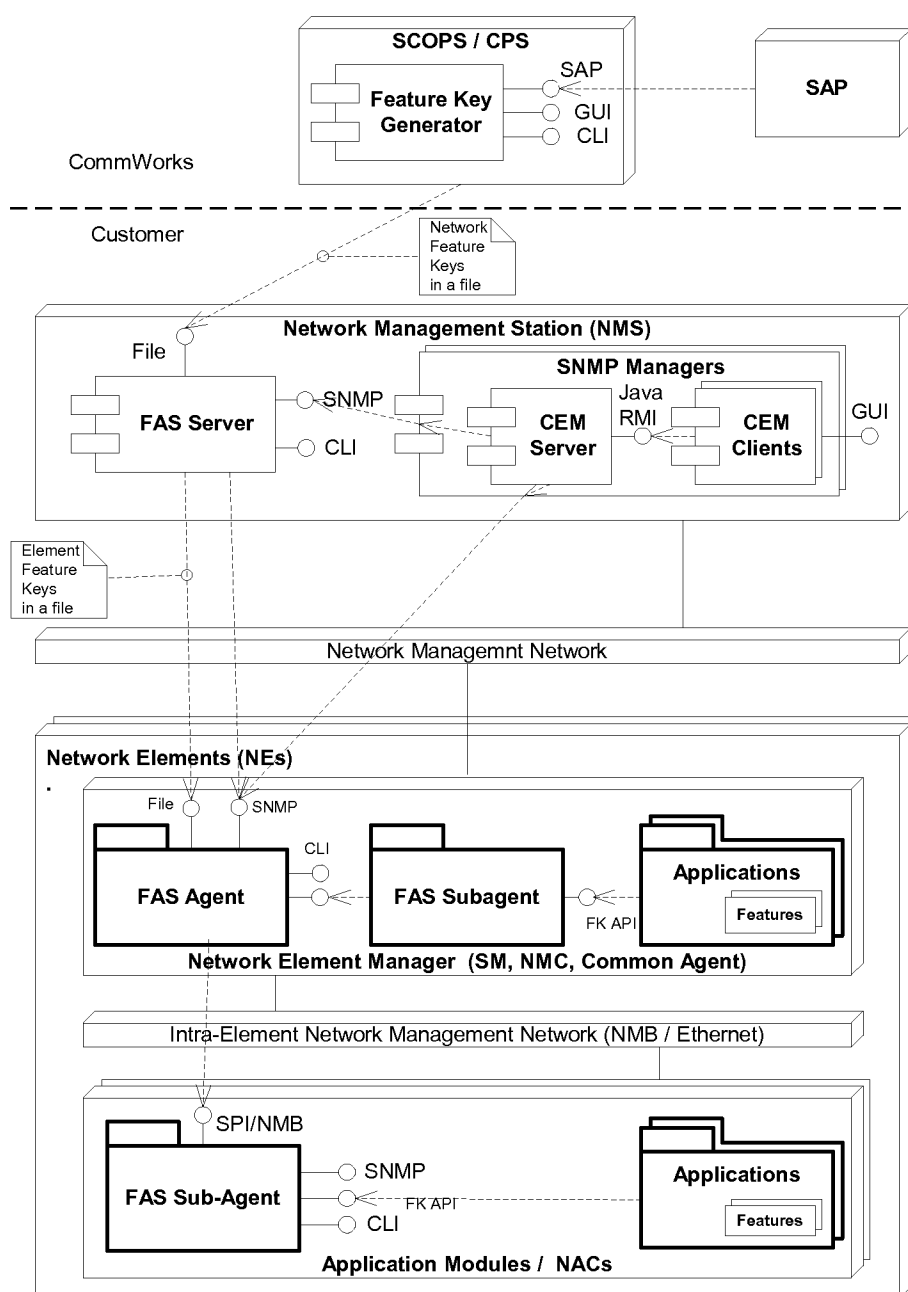 SCOPS / CPS
SAP
SAP
Feature Key
Generator
GUI
CLI
CommWorks
Customer
Network
Feature
Keys
in a file
Network Management Station (NMS)
File
SNMP Managers
FAS Server
SNMP
CLI
CEM
Server
Java
RMI
CEM
Clients
GUI
Element
Feature
Keys
in a file
Network Managemnt Network
Network Elements (NEs)
.
File
SNMP
CLI
FAS Agent
FAS Subagent
FK API
Applications
Features
Network Element Manager (SM, NMC, Common Agent)
Intra-Element Network Management Network (NMB / Ethernet)
SPI/NMB
FAS Sub-Agent
SNMP
FK API
CLI
Applications
Features
Application Modules / NACs